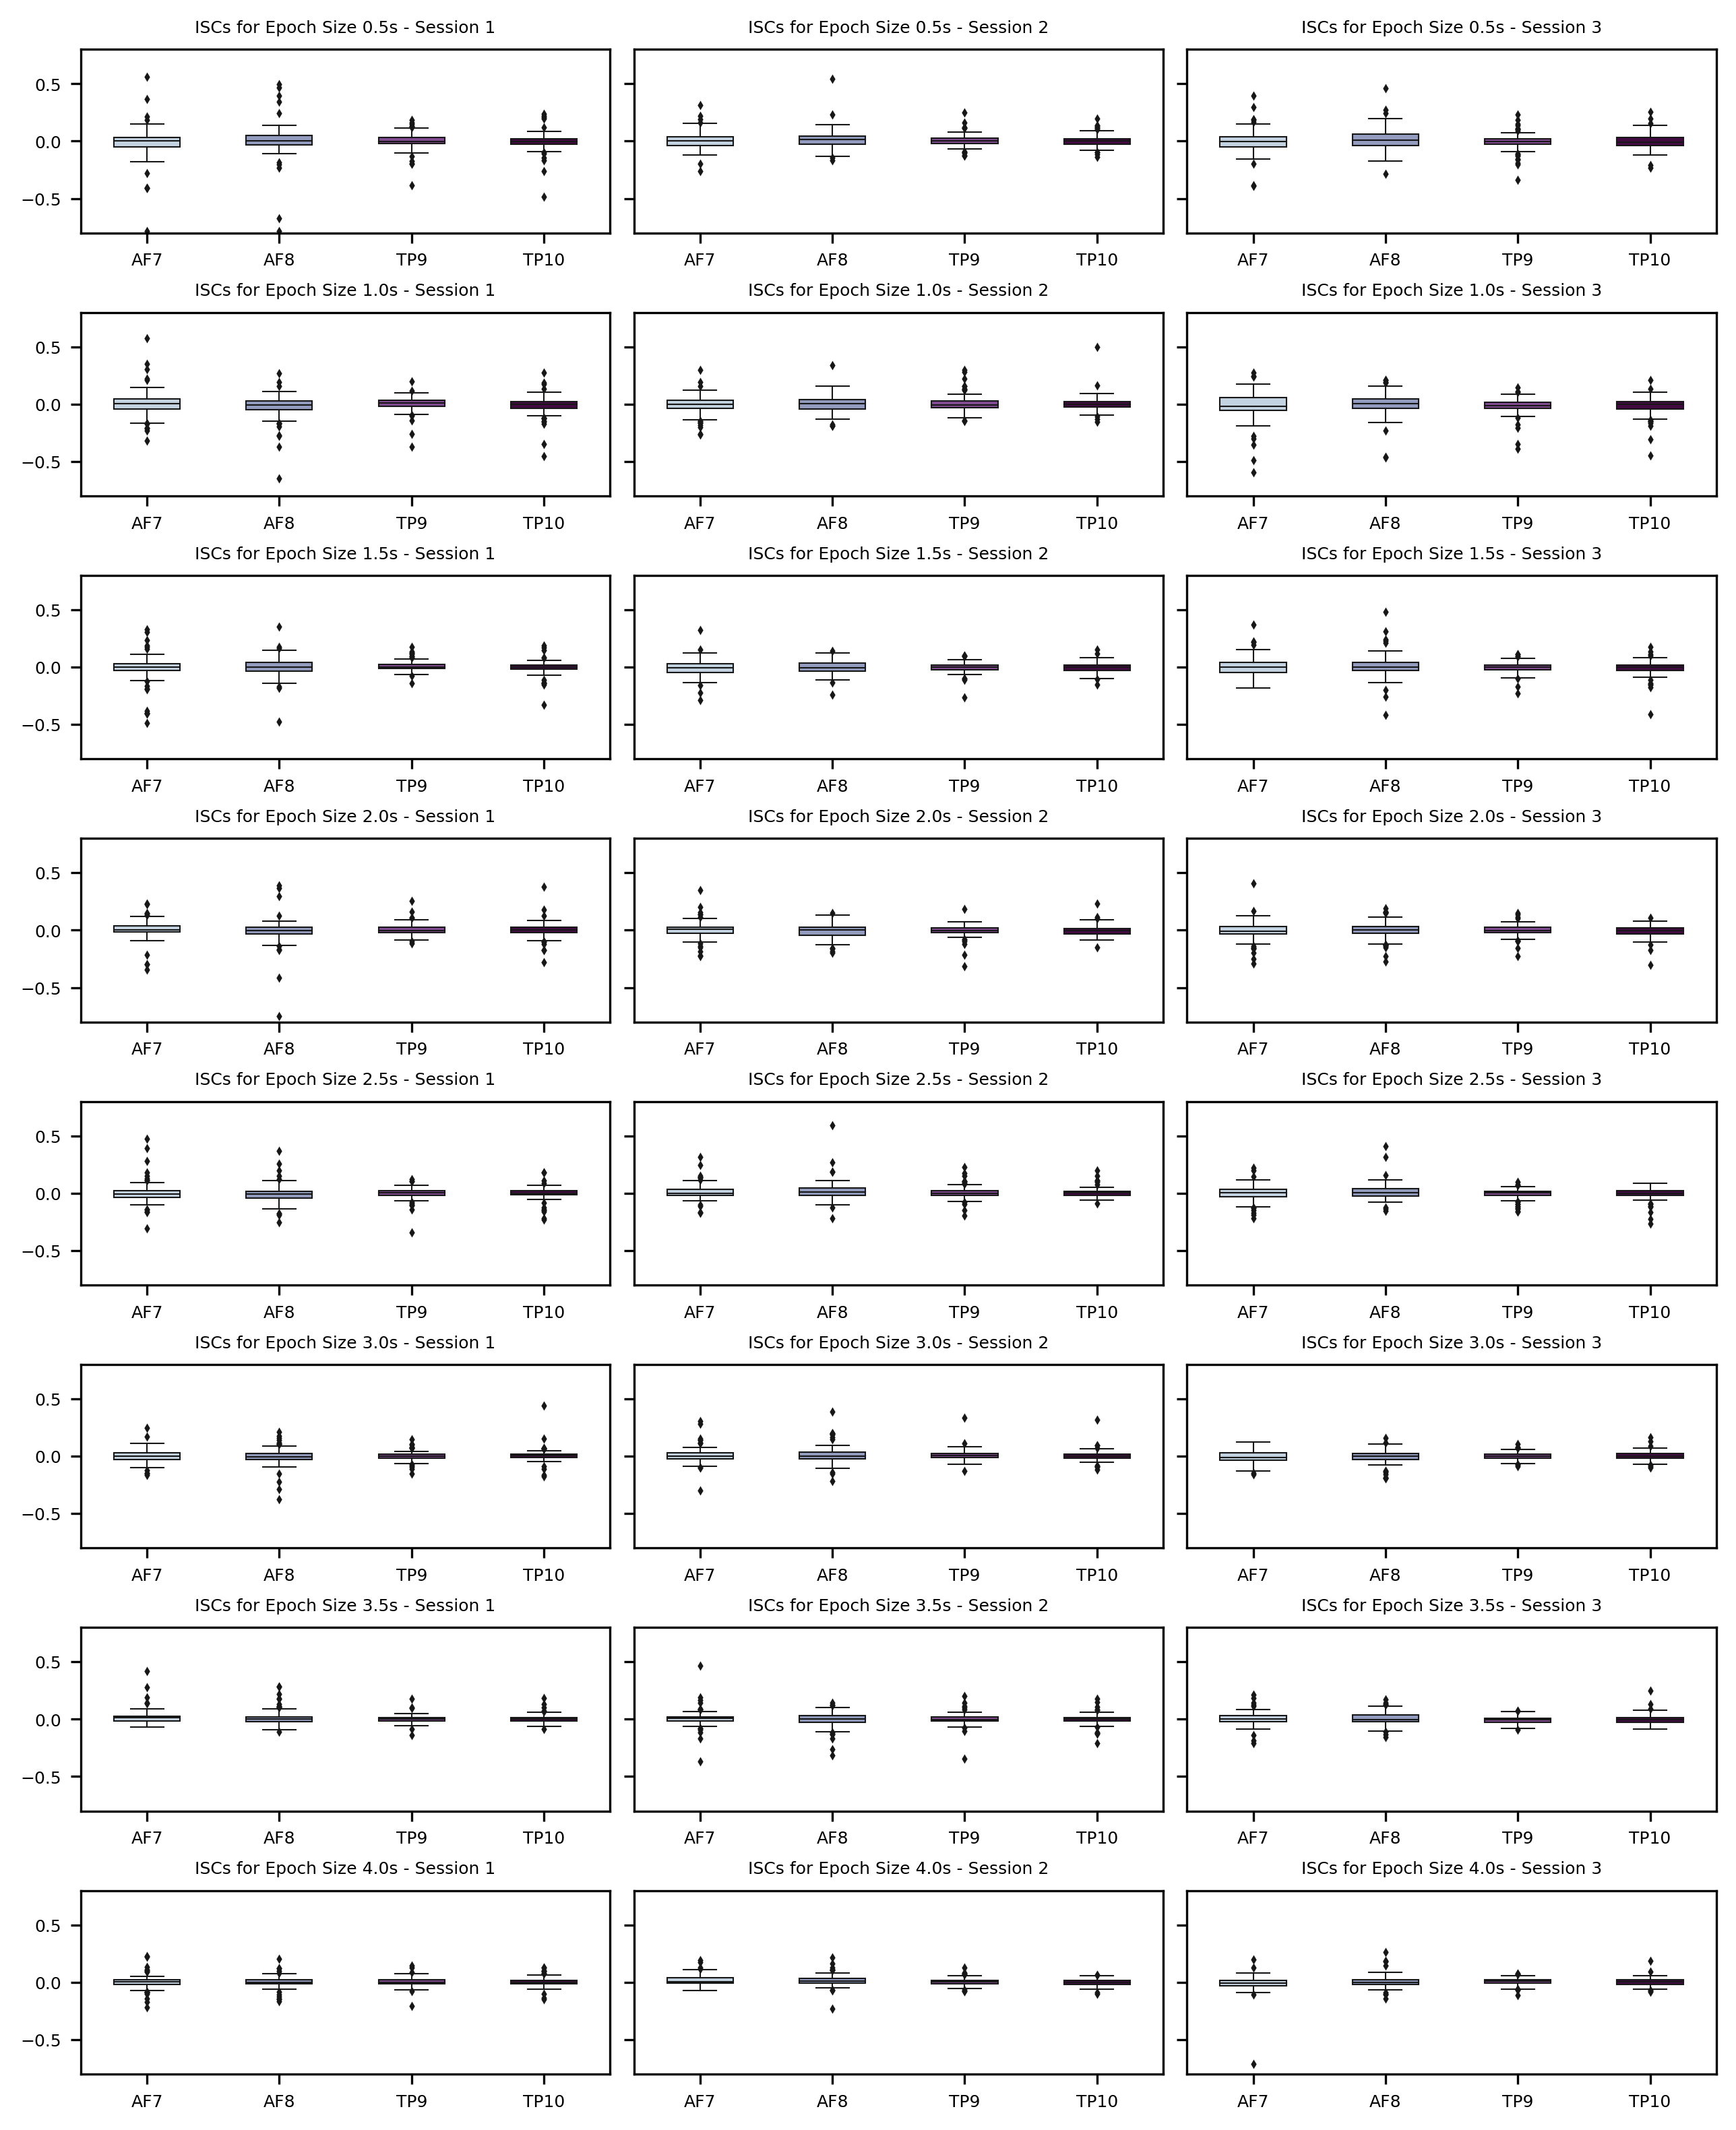 ISCs for Epoch Size 0.5s - Session 1 ISCs for Epoch Size 0.5s - Session 2 ISCs for Epoch Size 0.5s - Session 3
0.5
0.0
−0.5
AF7 AF8 TP9 TP10 AF7 AF8 TP9 TP10 AF7 AF8 TP9 TP10
ISCs for Epoch Size 1.0s - Session 1 ISCs for Epoch Size 1.0s - Session 2 ISCs for Epoch Size 1.0s - Session 3
0.5
0.0
−0.5
AF7 AF8 TP9 TP10 AF7 AF8 TP9 TP10 AF7 AF8 TP9 TP10
ISCs for Epoch Size 1.5s - Session 1 ISCs for Epoch Size 1.5s - Session 2 ISCs for Epoch Size 1.5s - Session 3
0.5
0.0
−0.5
AF7 AF8 TP9 TP10 AF7 AF8 TP9 TP10 AF7 AF8 TP9 TP10
ISCs for Epoch Size 2.0s - Session 1 ISCs for Epoch Size 2.0s - Session 2 ISCs for Epoch Size 2.0s - Session 3
0.5
0.0
−0.5
AF7 AF8 TP9 TP10 AF7 AF8 TP9 TP10 AF7 AF8 TP9 TP10
ISCs for Epoch Size 2.5s - Session 1 ISCs for Epoch Size 2.5s - Session 2 ISCs for Epoch Size 2.5s - Session 3
0.5
0.0
−0.5
AF7 AF8 TP9 TP10 AF7 AF8 TP9 TP10 AF7 AF8 TP9 TP10
ISCs for Epoch Size 3.0s - Session 1 ISCs for Epoch Size 3.0s - Session 2 ISCs for Epoch Size 3.0s - Session 3
0.5
0.0
−0.5
AF7 AF8 TP9 TP10 AF7 AF8 TP9 TP10 AF7 AF8 TP9 TP10
ISCs for Epoch Size 3.5s - Session 1 ISCs for Epoch Size 3.5s - Session 2 ISCs for Epoch Size 3.5s - Session 3
0.5
0.0
−0.5
AF7 AF8 TP9 TP10 AF7 AF8 TP9 TP10 AF7 AF8 TP9 TP10
ISCs for Epoch Size 4.0s - Session 1 ISCs for Epoch Size 4.0s - Session 2 ISCs for Epoch Size 4.0s - Session 3
0.5
0.0
−0.5
AF7 AF8 TP9 TP10 AF7 AF8 TP9 TP10 AF7 AF8 TP9 TP10